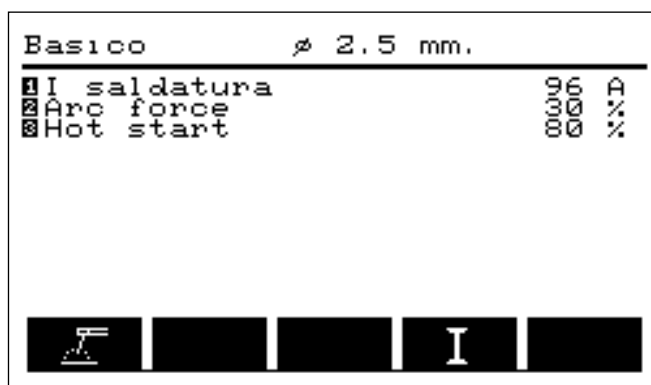 Basico ø 2.5 mm.
1 I saldatura 96 A
2 Arc force 30 %
3 Hot start 80 %
I